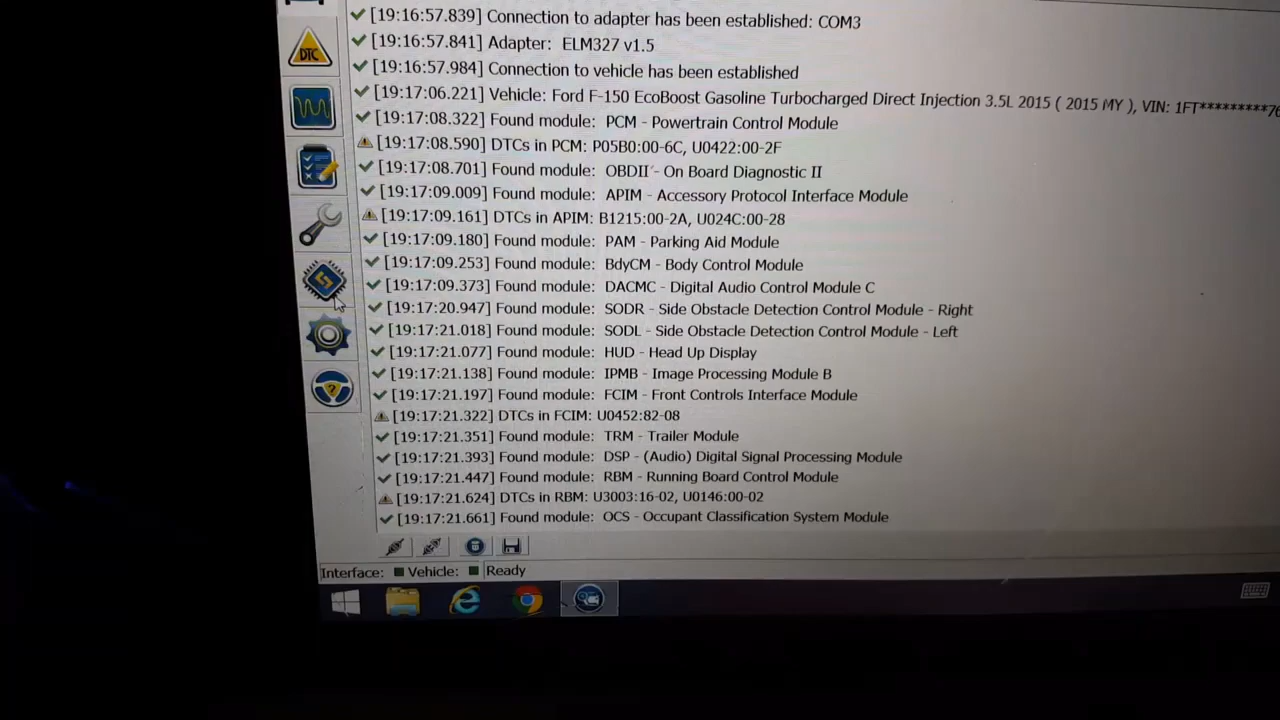 [19:16:57.839] Connection to adapter has been established: COM3
[19:16:57.841] Adapter: ELM327 v1.5
[19:16:57.984] Connection to vehicle has been established
[19:17:06.221] Vehicle: Ford F-150 EcoBoost Gasoline Turbocharged Direct Injection 3.5L 2015 ( 2015 MY ), VIN: 1FT*********76
[19:17:08.322] Found module: PCM - Powertrain Control Module
[19:17:08.590] DTCs in PCM: P05B0:00-6C, U0422:00-2F
[19:17:08.701] Found module: OBDII - On Board Diagnostic II
[19:17:09.009] Found module: APIM - Accessory Protocol Interface Module
[19:17:09.161] DTCs in APIM: B1215:00-2A, U024C:00-28
[19:17:09.180] Found module: PAM - Parking Aid Module
[19:17:09.253] Found module: BdyCM - Body Control Module
[19:17:09.373] Found module: DACMC - Digital Audio Control Module C
[19:17:20.947] Found module: SODR - Side Obstacle Detection Control Module - Right
[19:17:21.018] Found module: SODL - Side Obstacle Detection Control Module - Left
[19:17:21.077] Found module: HUD - Head Up Display
[19:17:21.138] Found module: IPMB - Image Processing Module B
[19:17:21.197] Found module: FCIM - Front Controls Interface Module
[19:17:21.322] DTCs in FCIM: U0452:82-08
[19:17:21.351] Found module: TRM - Trailer Module
[19:17:21.393] Found module: DSP - (Audio) Digital Signal Processing Module
[19:17:21.447] Found module: RBM - Running Board Control Module
[19:17:21.624] DTCs in RBM: U3003:16-02, U0146:00-02
[19:17:21.661] Found module: OCS - Occupant Classification System Module
DTC
Interface: Vehicle: Ready